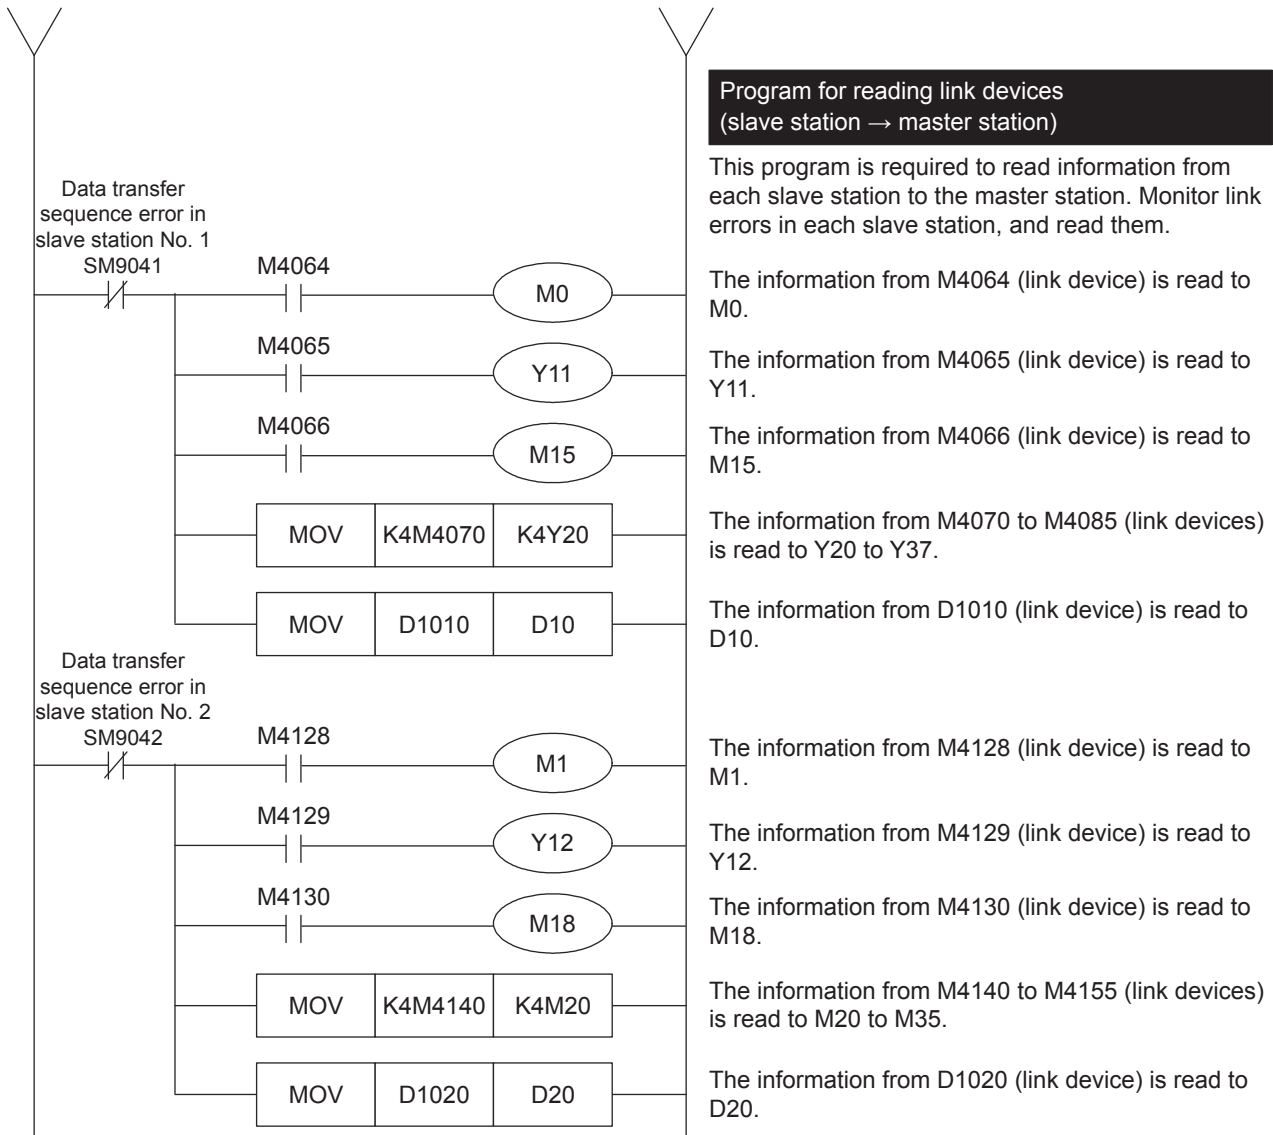 Program for reading link devices
(slave station → master station)
This program is required to read information from
each slave station to the master station. Monitor link
errors in each slave station, and read them.
Data transfer
sequence error in
slave station No. 1
SM9041
M4064
M0
The information from M4064 (link device) is read to
M0.
M4065
Y11
The information from M4065 (link device) is read to
Y11.
M4066
M15
The information from M4066 (link device) is read to
M15.
MOV K4M4070 K4Y20
The information from M4070 to M4085 (link devices)
is read to Y20 to Y37.
MOV D1010 D10
The information from D1010 (link device) is read to
D10.
Data transfer
sequence error in
slave station No. 2
SM9042
M4128
M1
The information from M4128 (link device) is read to
M1.
M4129
Y12
The information from M4129 (link device) is read to
Y12.
M4130
M18
The information from M4130 (link device) is read to
M18.
MOV K4M4140 K4M20
The information from M4140 to M4155 (link devices)
is read to M20 to M35.
MOV D1020 D20
The information from D1020 (link device) is read to
D20.